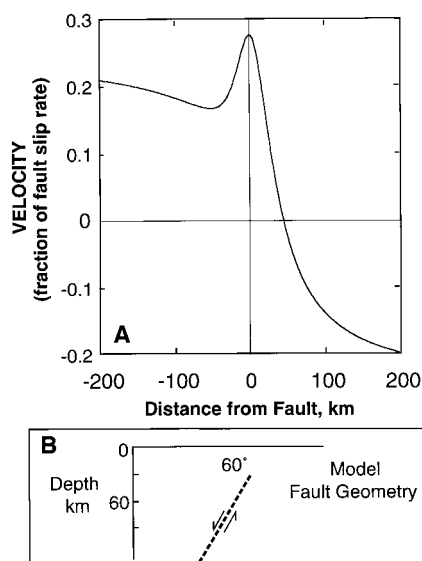 0.3
0.2
0.1
0
-0.1
-0.2
VELOCITY
(fraction of fault slip rate)
A
-200 -100 0 100 200
Distance from Fault, km
B
0
60°
Model
Depth
Fault Geometry
km
60